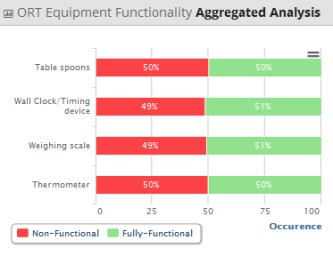 ORT Equipment Functionality Aggregated Analysis
Table spoons
50%
50%
Wall Clock/Timing
device
49%
51%
Weighing scale
49%
51%
Thermometer
50%
50%
0
25
50
75
100
Occurence
Non-Functional
Fully-Functional